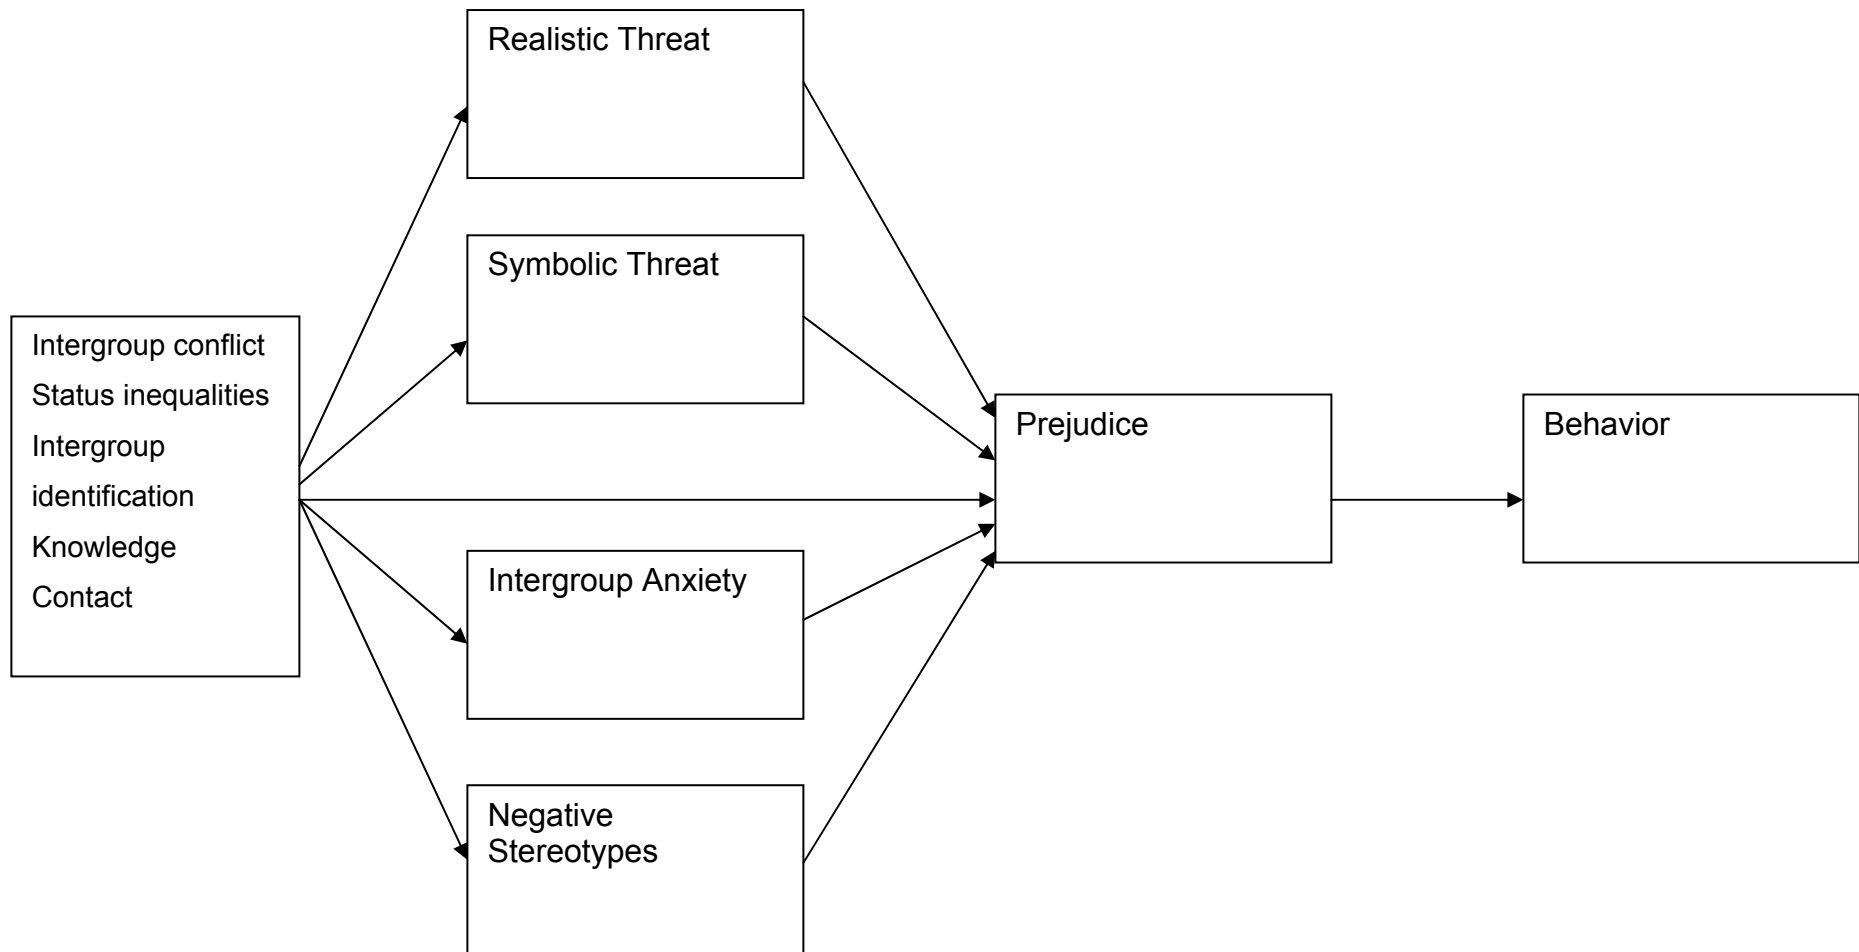 Realistic Threat
Symbolic Threat
Intergroup conflict
Status inequalities
Intergroup
identification
Knowledge
Contact
Intergroup Anxiety
Negative
Stereotypes
Prejudice
Behavior